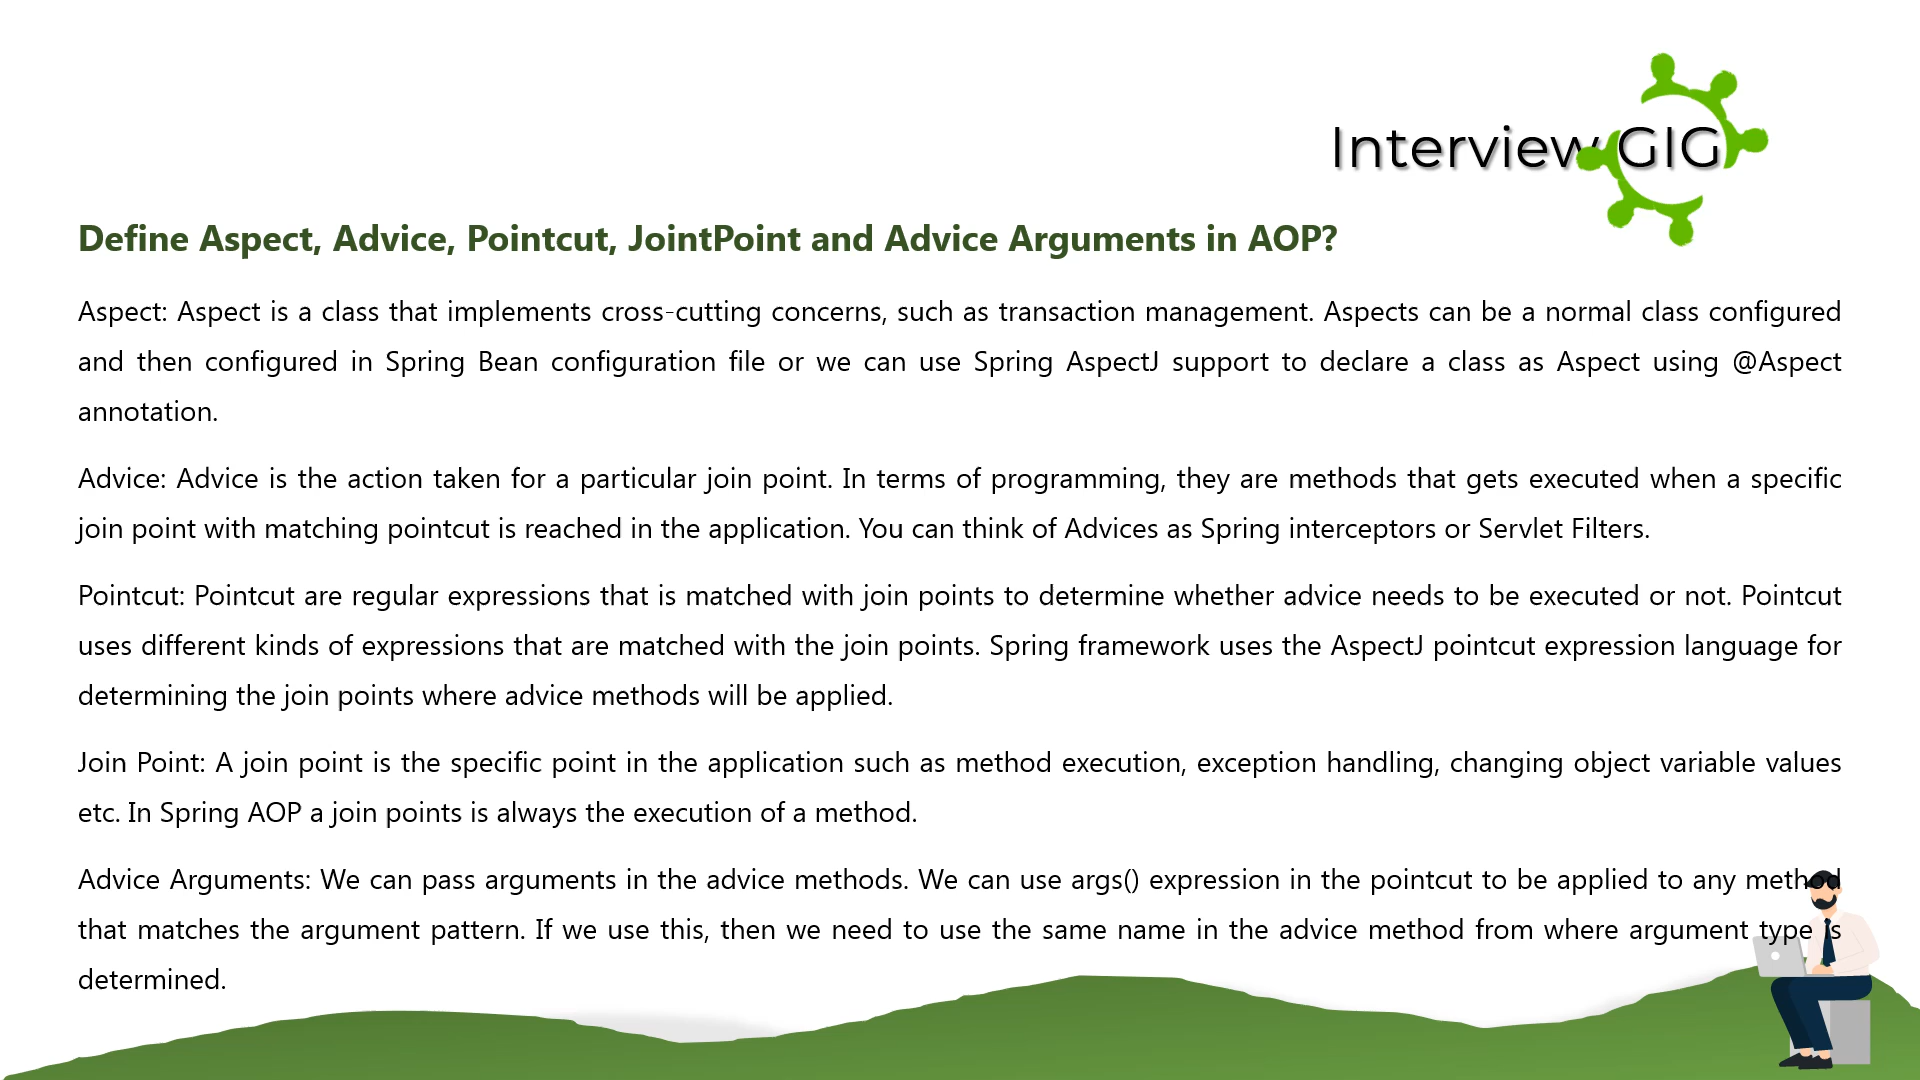 Interview GIG
Define Aspect, Advice, Pointcut, JointPoint and Advice Arguments in AOP?
Aspect: Aspect is a class that implements cross-cutting concerns, such as transaction management. Aspects can be a normal class configured
and then configured in Spring Bean configuration file or we can use Spring AspectJ support to declare a class as Aspect using @Aspect
annotation.
Advice: Advice is the action taken for a particular join point. In terms of programming, they are methods that gets executed when a specific
join point with matching pointcut is reached in the application. You can think of Advices as Spring interceptors or Servlet Filters.
Pointcut: Pointcut are regular expressions that is matched with join points to determine whether advice needs to be executed or not. Pointcut
uses different kinds of expressions that are matched with the join points. Spring framework uses the AspectJ pointcut expression language for
determining the join points where advice methods will be applied.
Join Point: A join point is the specific point in the application such as method execution, exception handling, changing object variable values
etc. In Spring AOP a join points is always the execution of a method.
Advice Arguments: We can pass arguments in the advice methods. We can use args() expression in the pointcut to be applied to any method
that matches the argument pattern. If we use this, then we need to use the same name in the advice method from where argument type is
determined.